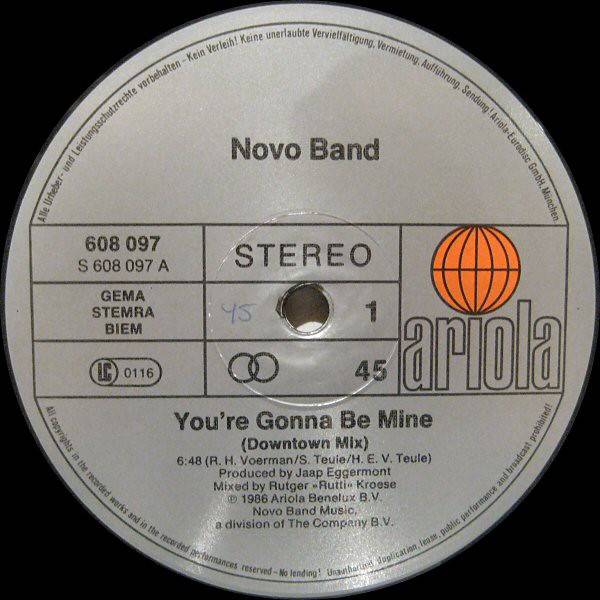 Alle Urheber- und Leistungsschutzrechte vorbehalten - Kein Verleih! Keine unerlaubte Vervielfältigung, Vermietung, Aufführung, Sendung! Ariola-Eurodisc GmbH, München.
Novo Band
608 097
S 608 097 A
STEREO
GEMA
STEMRA
BIEM
45
1
LC 0116
45
ariola
You're Gonna Be Mine
(Downtown Mix)
6:48 (R. H. Voerman/S. Teule/H. E. V. Teule)
Produced by Jaap Eggermont
Mixed by Rutger »Rutti« Kroese
℗ 1986 Ariola Benelux B.V.
Novo Band Music,
a division of The Company B.V.
All copyrights in the recorded works and in the recorded performances reserved - No lending! Unauthorized duplication, lease, public performance and broadcast prohibited!